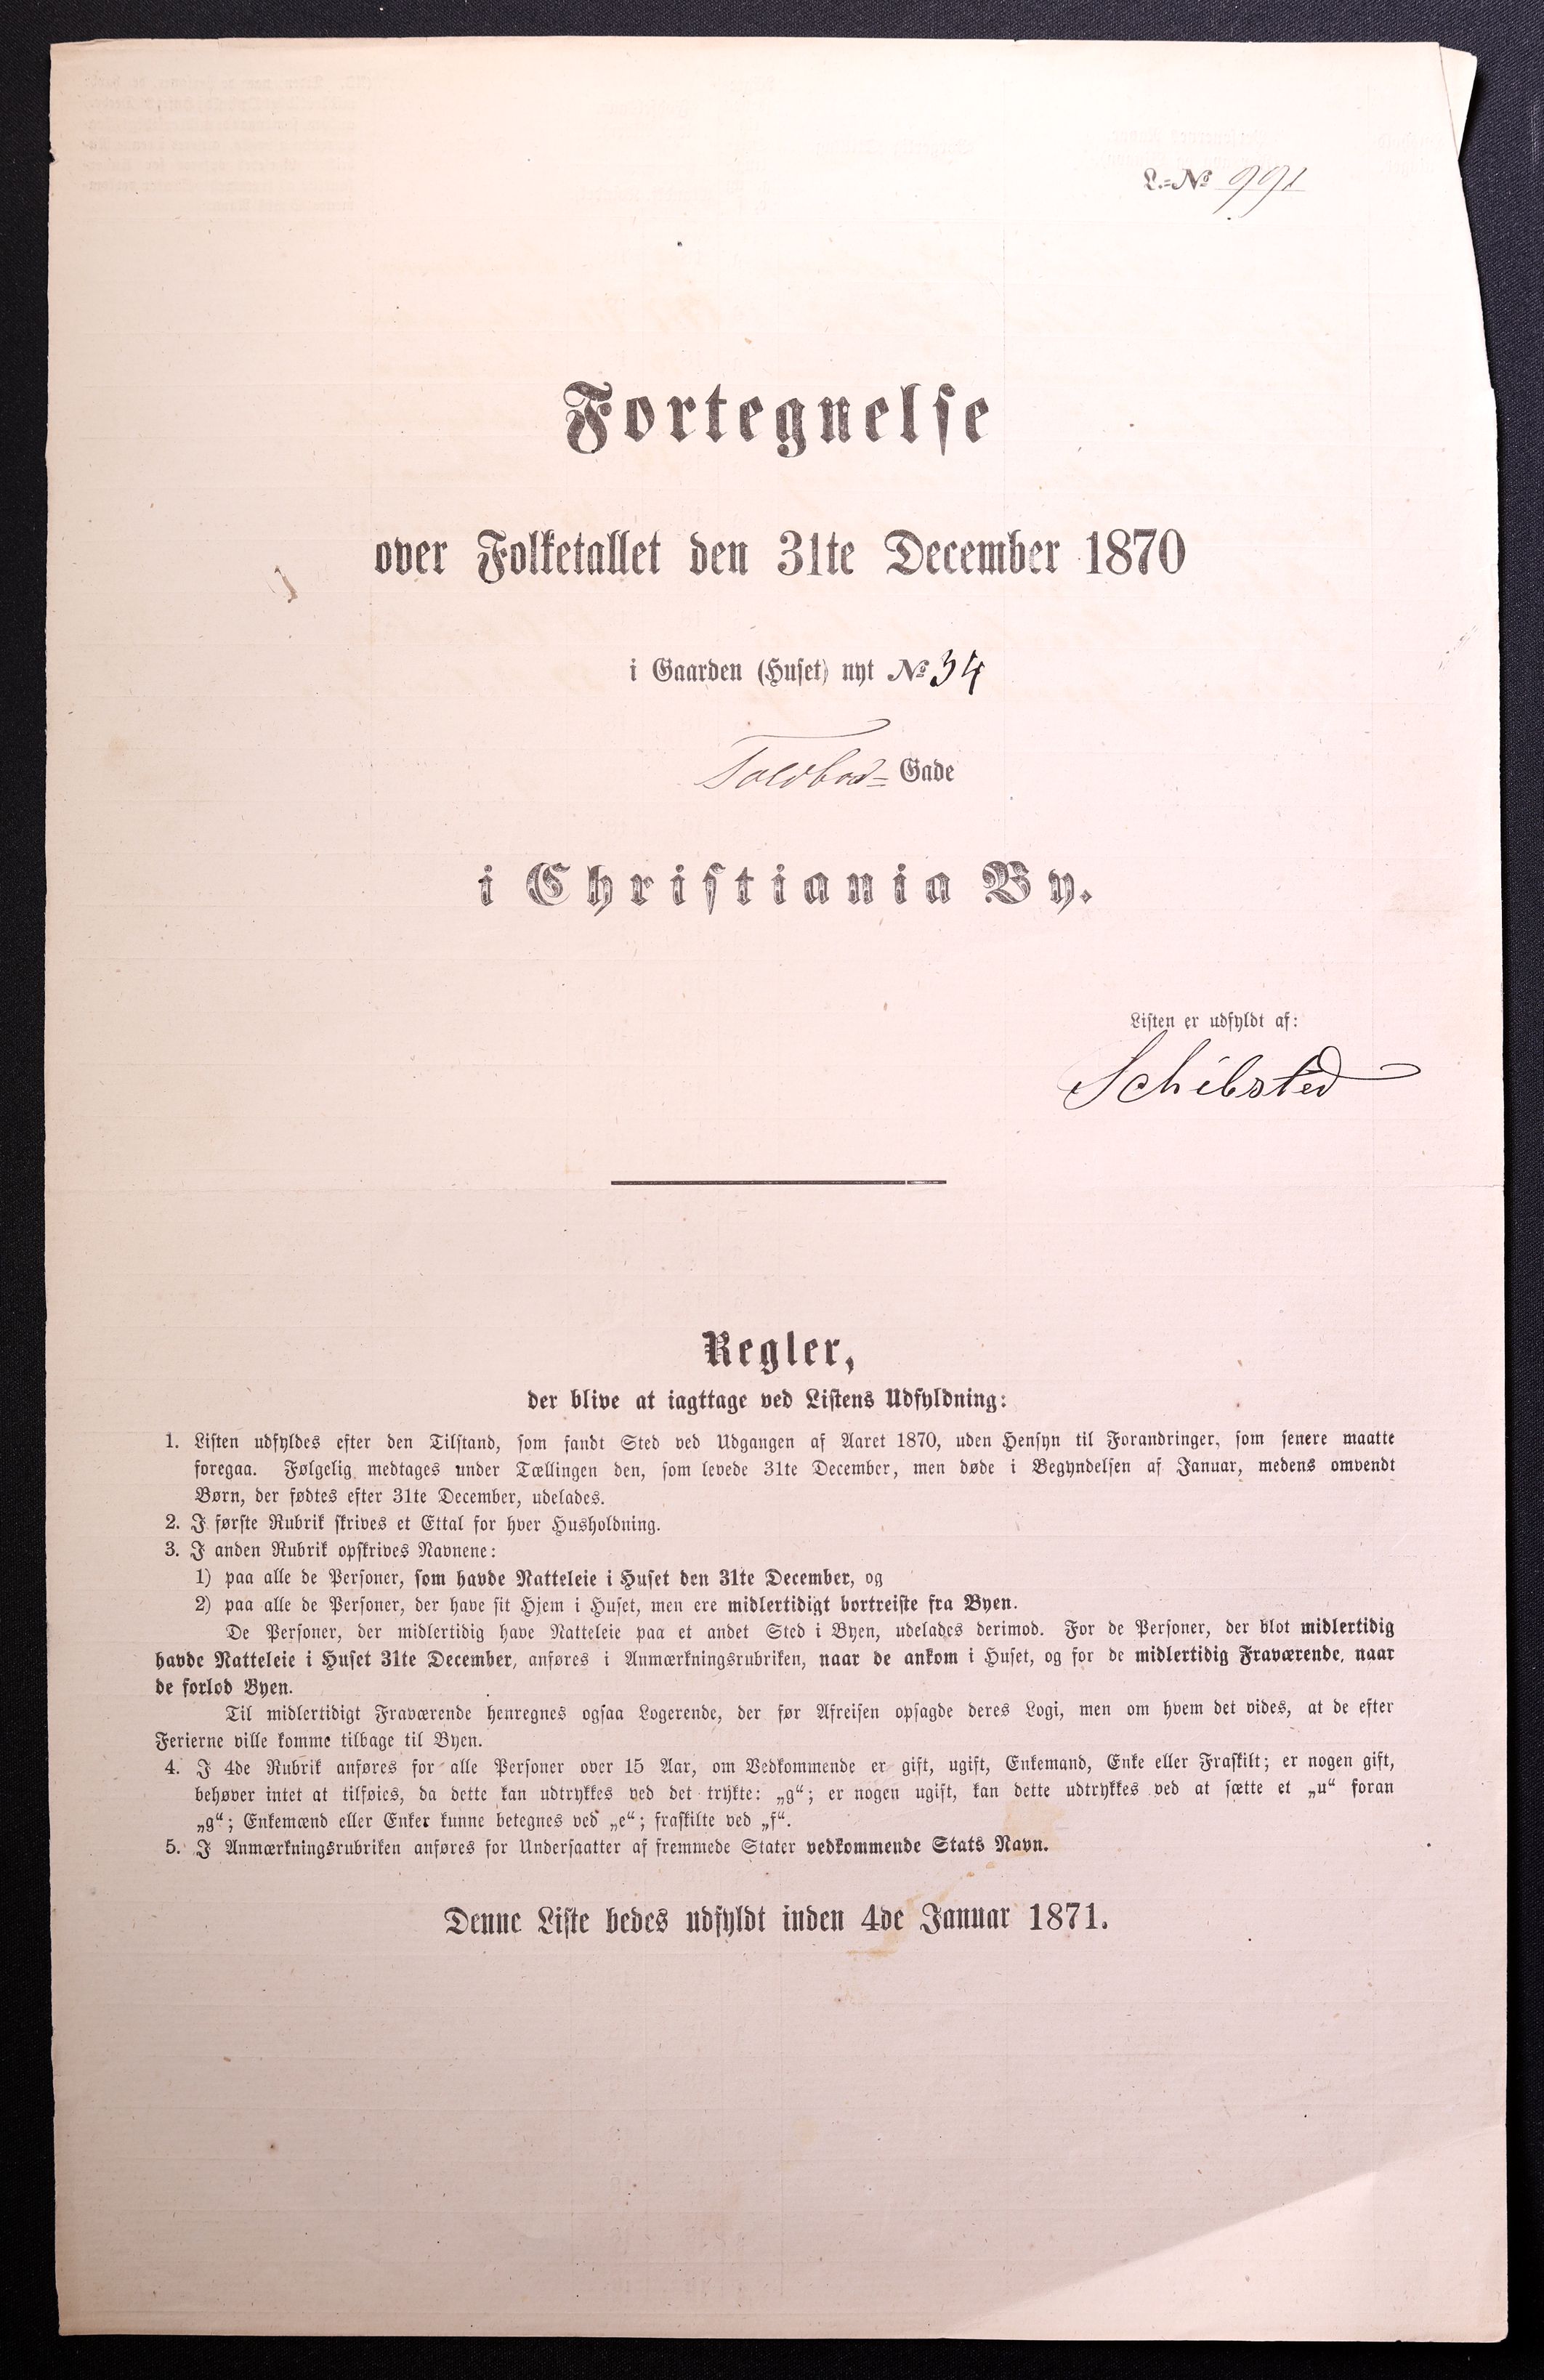 L.-No 991
Fortegnelse
over Folketallet den 31te December 1870
i Gaarden (Huset) nyt No 34
Toldbod- Gade
i Christiania By.
Listen er udfyldt af:
Schibsted
Regler,
der blive at iagttage ved Listens Udfyldning:
1. Listen udfyldes efter den Tilstand, som fandt Sted ved Udgangen af Aaret 1870, uden Hensyn til Forandringer, som senere maatte
foregaa. Følgelig medtages under Tællingen den, som levede 31te December, men døde i Begyndelsen af Januar, medens omvendt
Børn, der fødtes efter 31te December, udelades.
2. I første Rubrik skrives et Ettal for hver Husholdning.
3. I anden Rubrik opskrives Navnene:
1) paa alle de Personer, som havde Natteleie i Huset den 31te December, og
2) paa alle de Personer, der have sit Hjem i Huset, men ere midlertidigt bortreiste fra Byen.
De Personer, der midlertidig have Natteleie paa et andet Sted i Byen, udelades derimod. For de Personer, der blot midlertidig
havde Natteleie i Huset 31te December, anføres i Anmærkningsrubriken, naar de ankom i Huset, og for de midlertidig Fraværende, naar
de forlod Byen.
Til midlertidigt Fraværende henregnes ogsaa Logerende, der før Afreisen opsagde deres Logi, men om hvem det vides, at de efter
Ferierne ville komme tilbage til Byen.
4. I 4de Rubrik anføres for alle Personer over 15 Aar, om Vedkommende er gift, ugift, Enkemand, Enke eller Fraskilt; er nogen gift,
behøver intet at tilføies, da dette kan udtrykkes ved det trykte: „g“; er nogen ugift, kan dette udtrykkes ved at sætte et „u“ foran
„g“; Enkemænd eller Enker kunne betegnes ved „e“; fraskilte ved „f“.
5. I Anmærkningsrubriken anføres for Undersaatter af fremmede Stater vedkommende Stats Navn.
Denne Liste bedes udfyldt inden 4de Januar 1871.